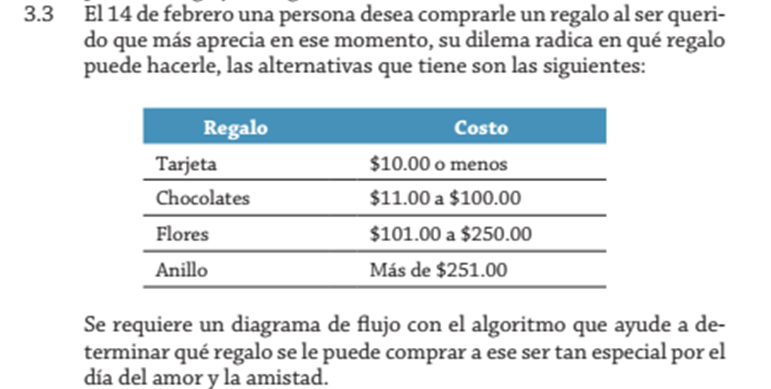 3.3 El 14 de febrero una persona desea comprarle un regalo al ser queri-
do que más aprecia en ese momento, su dilema radica en qué regalo
puede hacerle, las alternativas que tiene son las siguientes:
Regalo Costo
Tarjeta $10.00 o menos
Chocolates $11.00 a $100.00
Flores $101.00 a $250.00
Anillo Más de $251.00
Se requiere un diagrama de flujo con el algoritmo que ayude a de-
terminar qué regalo se le puede comprar a ese ser tan especial por el
día del amor y la amistad.